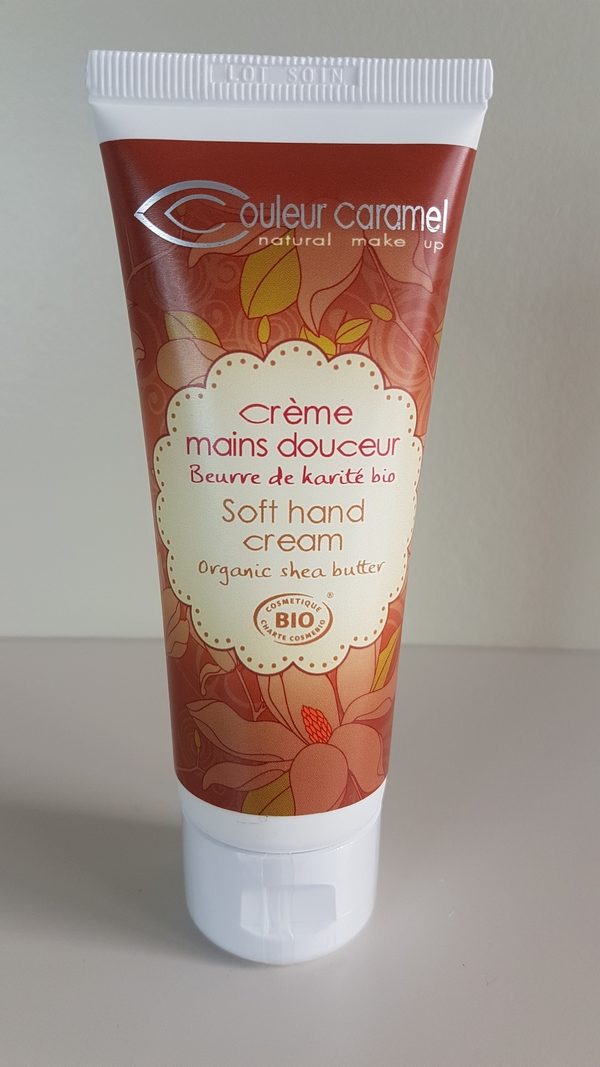 LOT SOIN
Couleur caramel
natural make up
Crème
mains douceur
Beurre de karité bio
Soft hand
cream
Organic shea butter
®
COSMETIQUE
BIO
CHARTE COSMEBIO